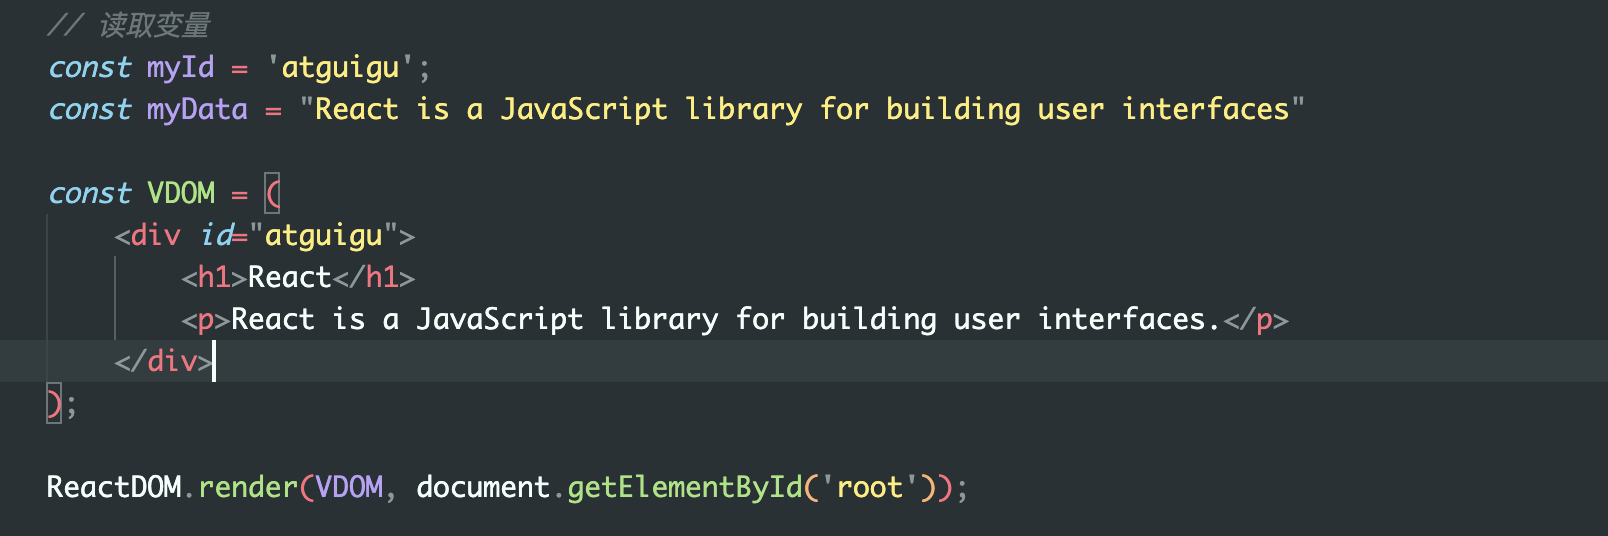 // 读取变量
const myId = 'atguigu';
const myData = "React is a JavaScript library for building user interfaces"
const VDOM = (
<div id="atguigu">
<h1>React</h1>
<p>React is a JavaScript library for building user interfaces.</p>
</div>
);
ReactDOM.render(VDOM, document.getElementById('root'));